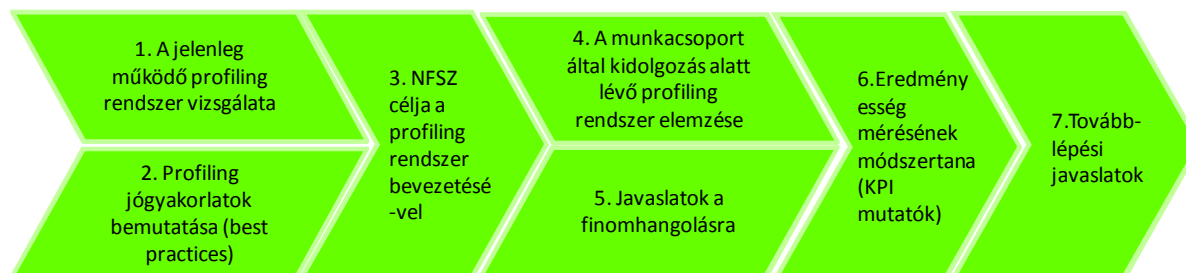 1. A jelenleg
működő profiling
rendszer vizsgálata
2. Profiling
jógyakorlatok
bemutatása (best
practices)
3. NFSZ
célja a
profiling
rendszer
bevezetésé
-vel
4. A munkacsoport
által kidolgozás alatt
lévő profiling
rendszer elemzése
5. Javaslatok a
finomhangolásra
6.Eredmény
esség
mérésének
módszertana
(KPI
mutatók)
7.Tovább-
lépési
javaslatok